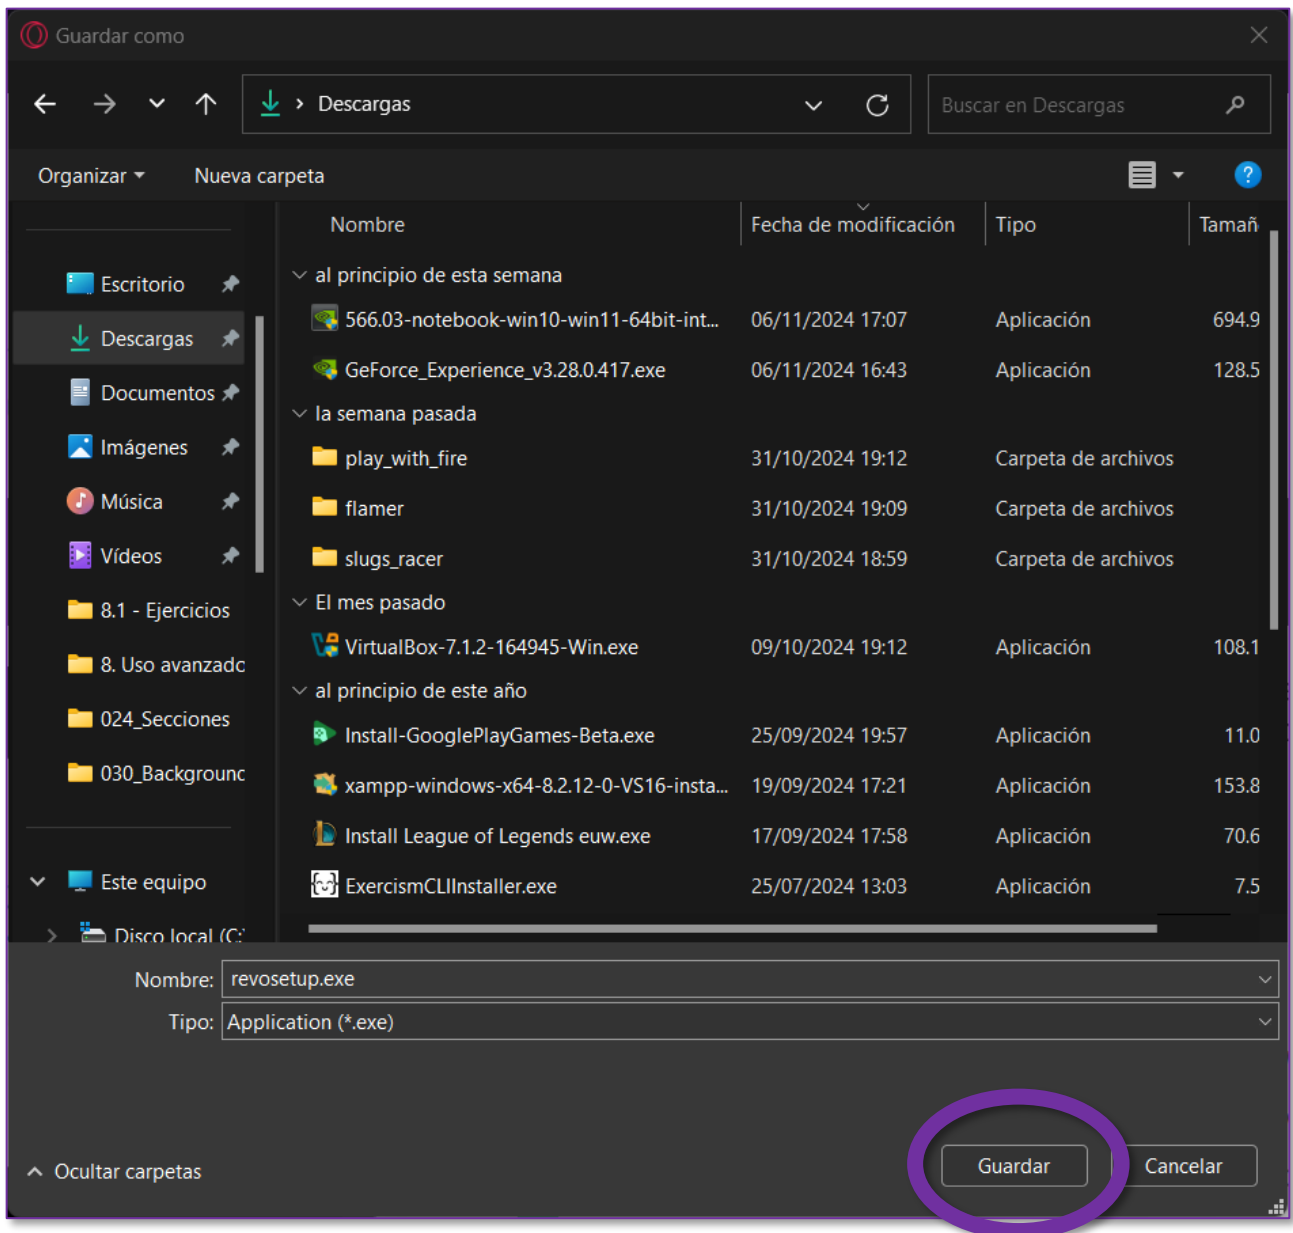 Guardar como
Descargas
Buscar en Descargas
Organizar
Nueva carpeta
?
Nombre Fecha de modificación Tipo Tamañ
Escritorio
Descargas
Documentos
Imágenes
Música
Vídeos
8.1 - Ejercicios
8. Uso avanzado
024_Secciones
030_Background
Este equipo
Disco local (C:
al principio de esta semana
566.03-notebook-win10-win11-64bit-int... 06/11/2024 17:07 Aplicación 694.9
GeForce_Experience_v3.28.0.417.exe 06/11/2024 16:43 Aplicación 128.5
la semana pasada
play_with_fire 31/10/2024 19:12 Carpeta de archivos
flamer 31/10/2024 19:09 Carpeta de archivos
slugs_racer 31/10/2024 18:59 Carpeta de archivos
El mes pasado
VirtualBox-7.1.2-164945-Win.exe 09/10/2024 19:12 Aplicación 108.1
al principio de este año
Install-GooglePlayGames-Beta.exe 25/09/2024 19:57 Aplicación 11.0
xampp-windows-x64-8.2.12-0-VS16-insta... 19/09/2024 17:21 Aplicación 153.8
Install League of Legends euw.exe 17/09/2024 17:58 Aplicación 70.6
ExercismCLIInstaller.exe 25/07/2024 13:03 Aplicación 7.5
Nombre: revosetup.exe
Tipo: Application (*.exe)
Ocultar carpetas
Guardar
Cancelar